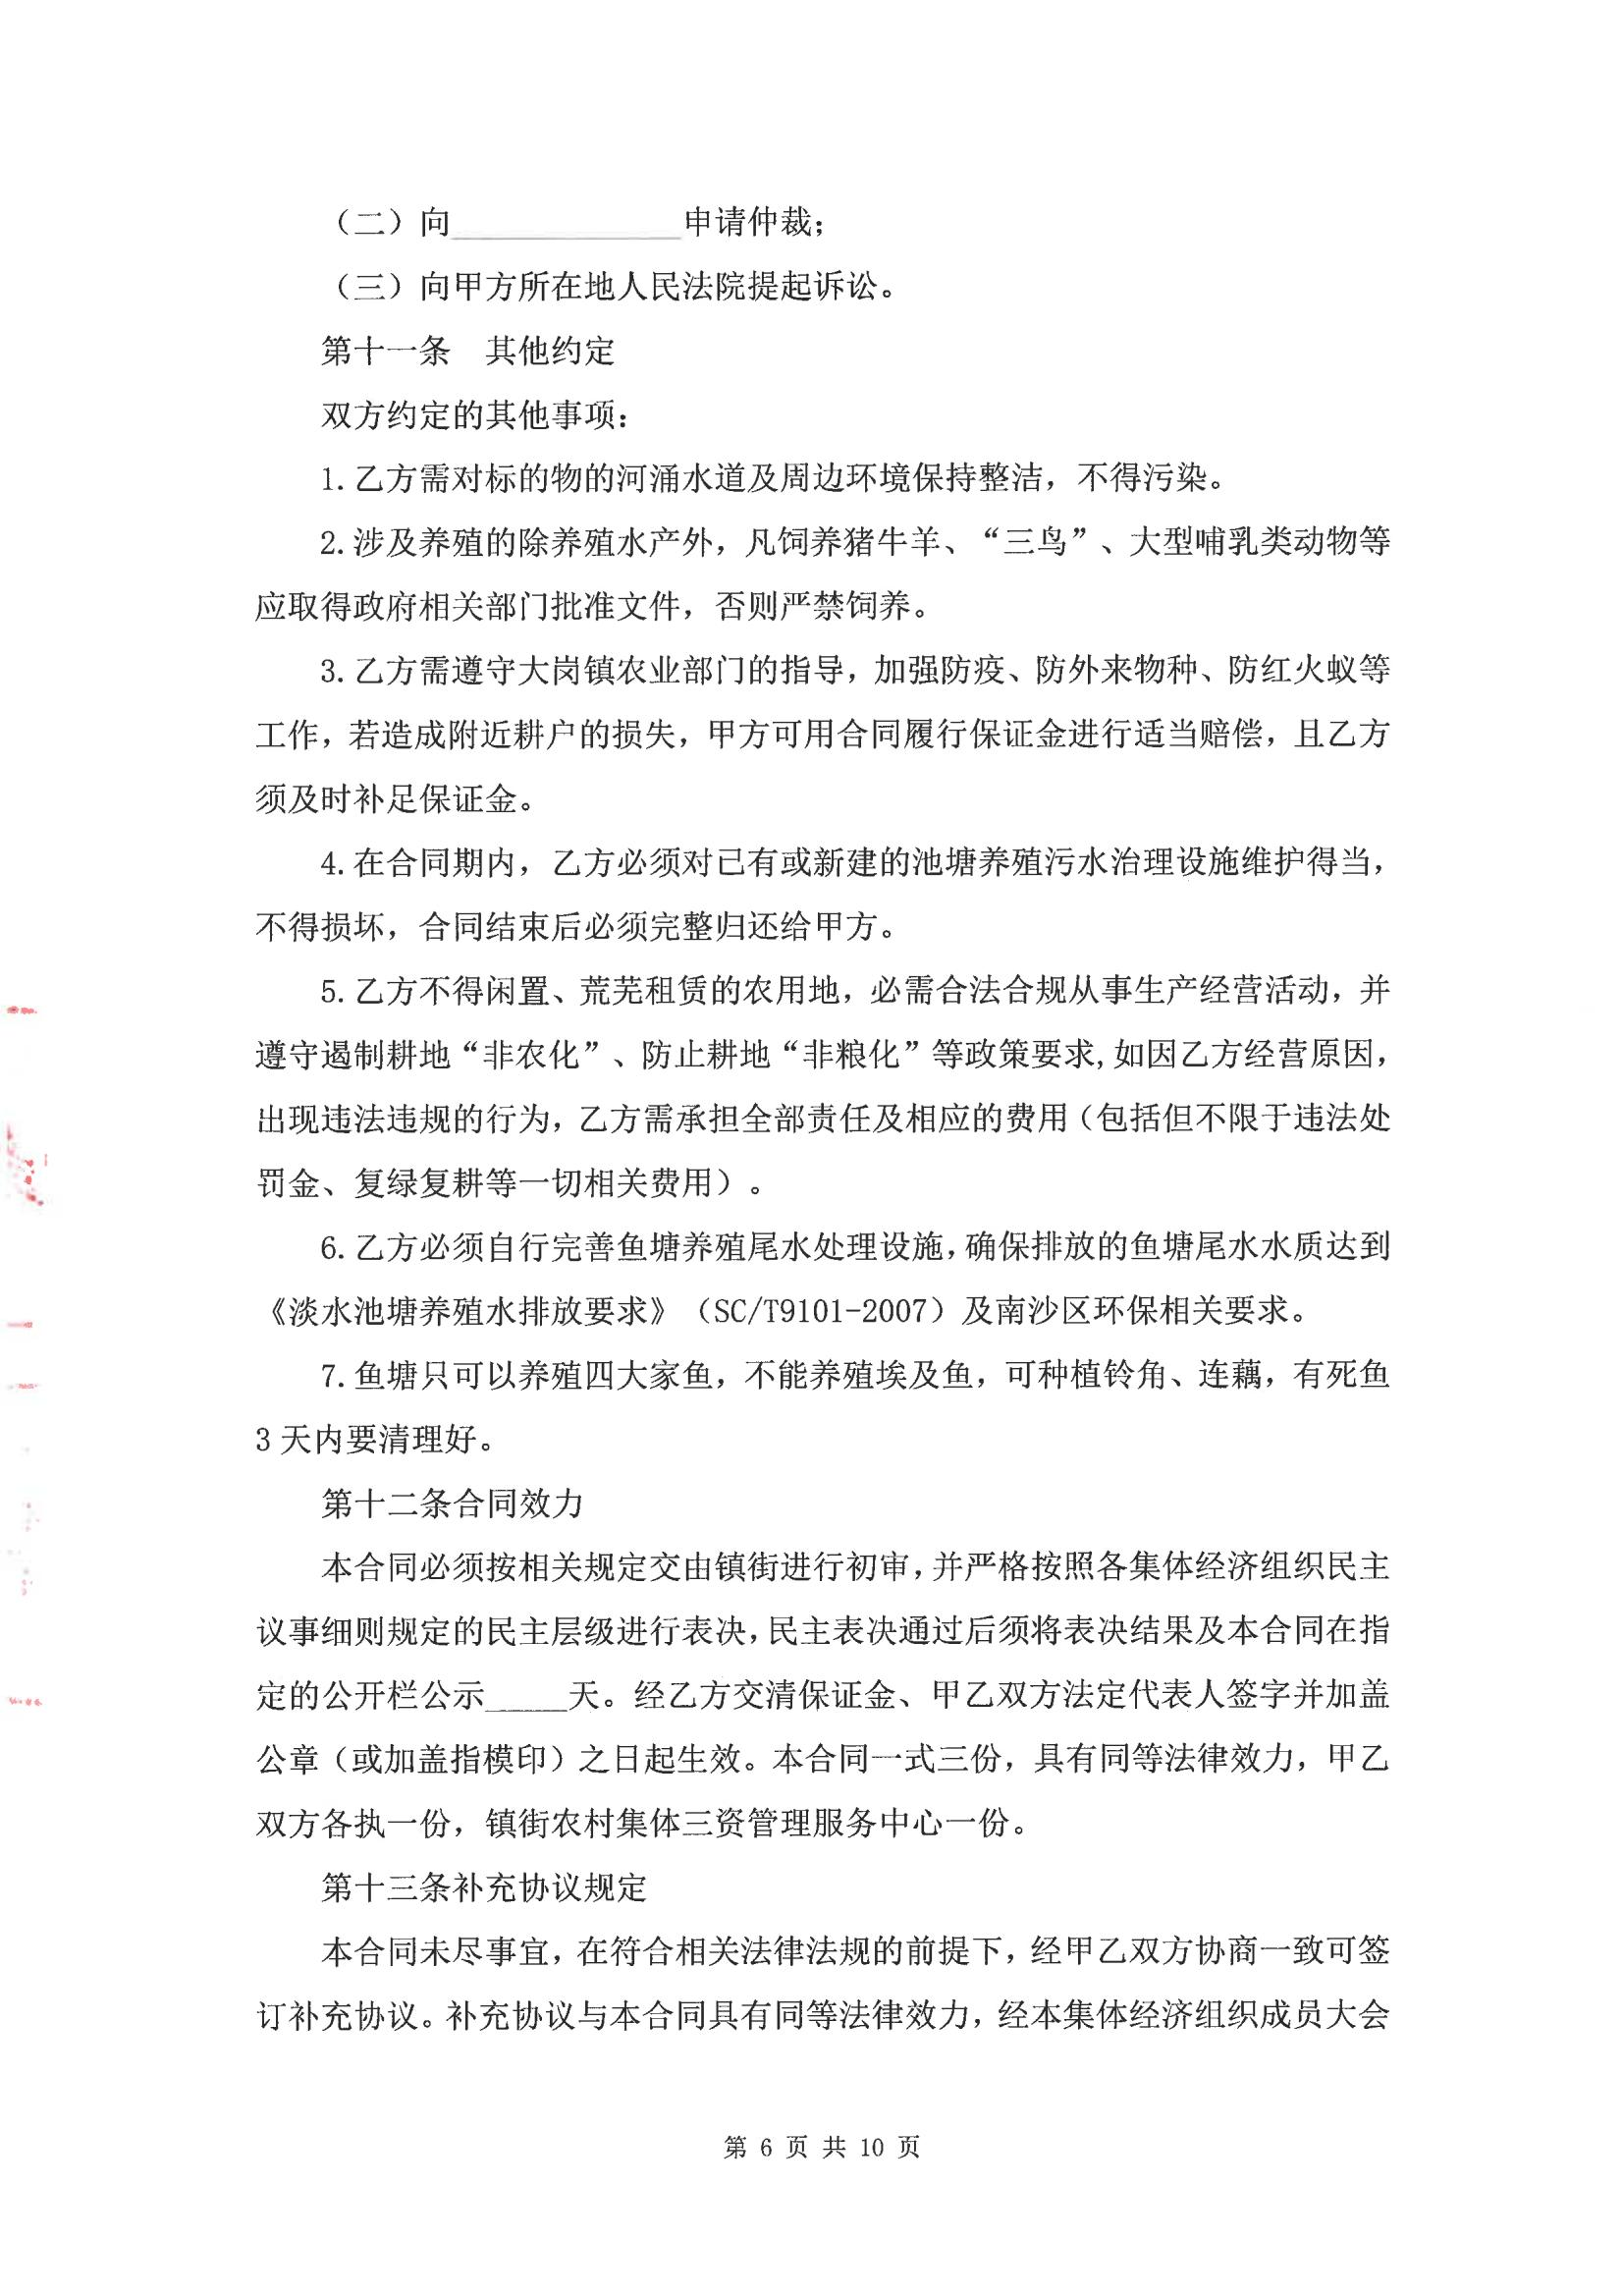 （二）向______________申请仲裁；
（三）向甲方所在地人民法院提起诉讼。
第十一条　其他约定
双方约定的其他事项：
1.乙方需对标的物的河涌水道及周边环境保持整洁，不得污染。
2.涉及养殖的除养殖水产外，凡饲养猪牛羊、“三鸟”、大型哺乳类动物等
应取得政府相关部门批准文件，否则严禁饲养。
3.乙方需遵守大岗镇农业部门的指导，加强防疫、防外来物种、防红火蚁等
工作，若造成附近耕户的损失，甲方可用合同履行保证金进行适当赔偿，且乙方
须及时补足保证金。
4.在合同期内，乙方必须对已有或新建的池塘养殖污水治理设施维护得当，
不得损坏，合同结束后必须完整归还给甲方。
5.乙方不得闲置、荒芜租赁的农用地，必需合法合规从事生产经营活动，并
遵守遏制耕地“非农化”、防止耕地“非粮化”等政策要求,如因乙方经营原因，
出现违法违规的行为，乙方需承担全部责任及相应的费用（包括但不限于违法处
罚金、复绿复耕等一切相关费用）。
6.乙方必须自行完善鱼塘养殖尾水处理设施，确保排放的鱼塘尾水水质达到
《淡水池塘养殖水排放要求》（SC/T9101-2007）及南沙区环保相关要求。
7.鱼塘只可以养殖四大家鱼，不能养殖埃及鱼，可种植铃角、连藕，有死鱼
3 天内要清理好。
第十二条合同效力
本合同必须按相关规定交由镇街进行初审，并严格按照各集体经济组织民主
议事细则规定的民主层级进行表决，民主表决通过后须将表决结果及本合同在指
定的公开栏公示_____天。经乙方交清保证金、甲乙双方法定代表人签字并加盖
公章（或加盖指模印）之日起生效。本合同一式三份，具有同等法律效力，甲乙
双方各执一份，镇街农村集体三资管理服务中心一份。
第十三条补充协议规定
本合同未尽事宜，在符合相关法律法规的前提下，经甲乙双方协商一致可签
订补充协议。补充协议与本合同具有同等法律效力，经本集体经济组织成员大会
第 6 页 共 10 页